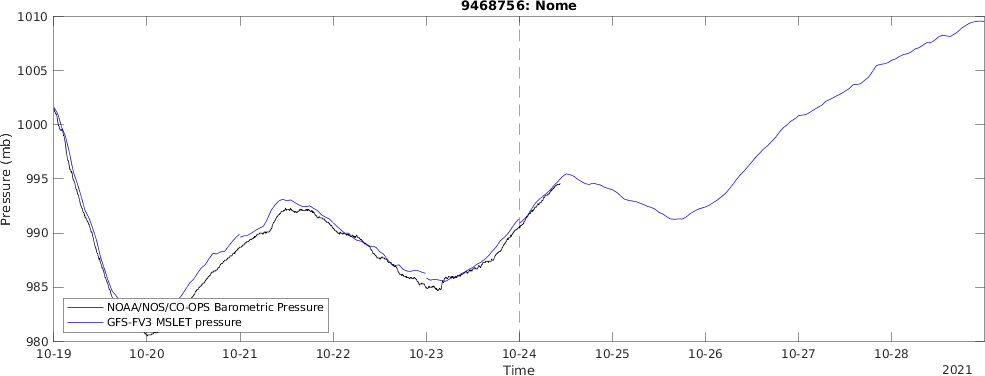 9468756: Nome
1010
1005
1000
995
990
985
980
Pressure (mb)
NOAA/NOS/CO-OPS Barometric Pressure
GFS-FV3 MSLET pressure
10-19 10-20 10-21 10-22 10-23 10-24 10-25 10-26 10-27 10-28
Time
2021